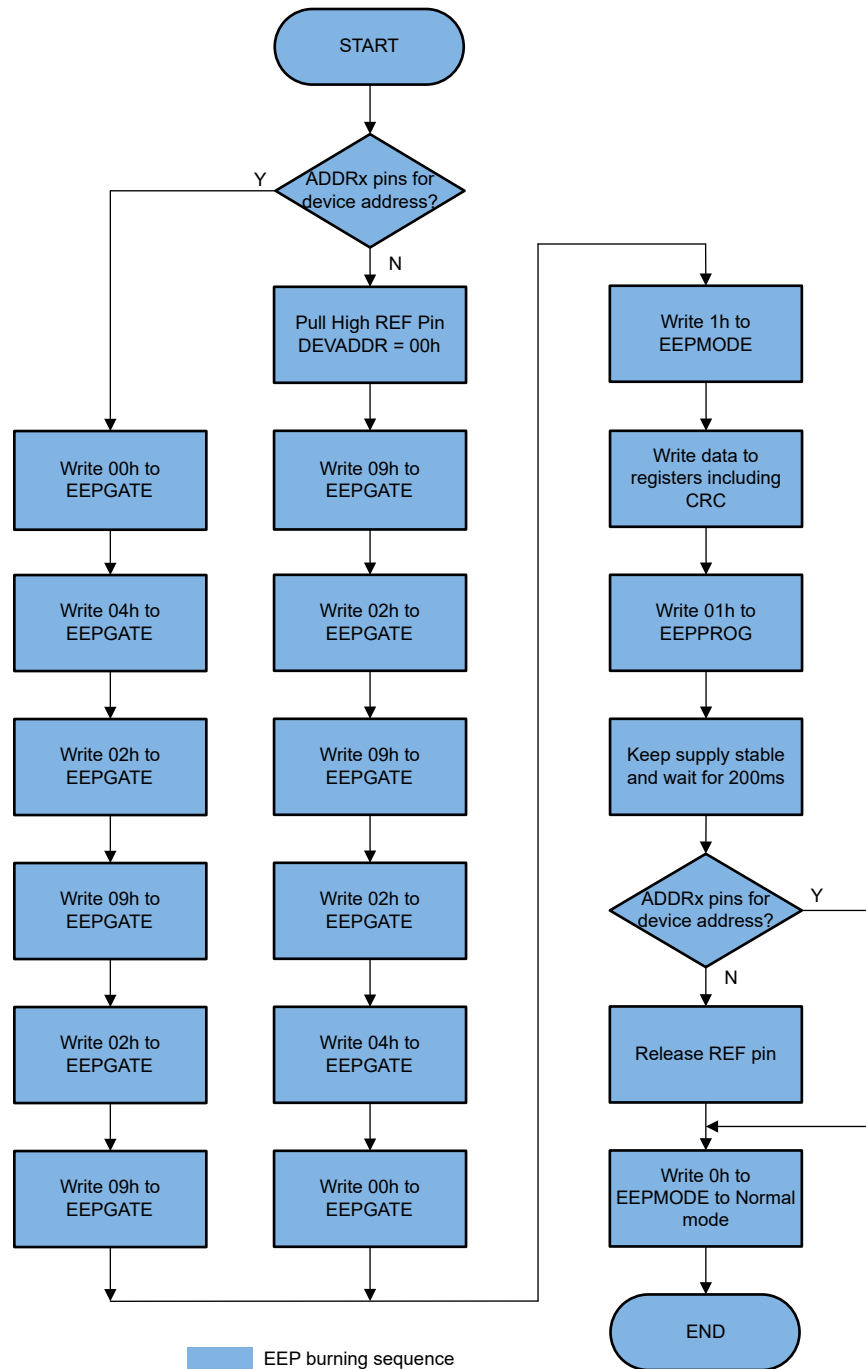 START
ADDRx pins for
device address?
Y
N
Pull High REF Pin
DEVADDR = 00h
Write 00h to
EEPGATE
Write 04h to
EEPGATE
Write 02h to
EEPGATE
Write 09h to
EEPGATE
Write 02h to
EEPGATE
Write 09h to
EEPGATE
Write 09h to
EEPGATE
Write 02h to
EEPGATE
Write 09h to
EEPGATE
Write 02h to
EEPGATE
Write 04h to
EEPGATE
Write 00h to
EEPGATE
Write 1h to
EEPMODE
Write data to
registers including
CRC
Write 01h to
EEPPROG
Keep supply stable
and wait for 200ms
ADDRx pins for
device address?
Y
N
Release REF pin
Write 0h to
EEPMODE to Normal
mode
END
EEP burning sequence